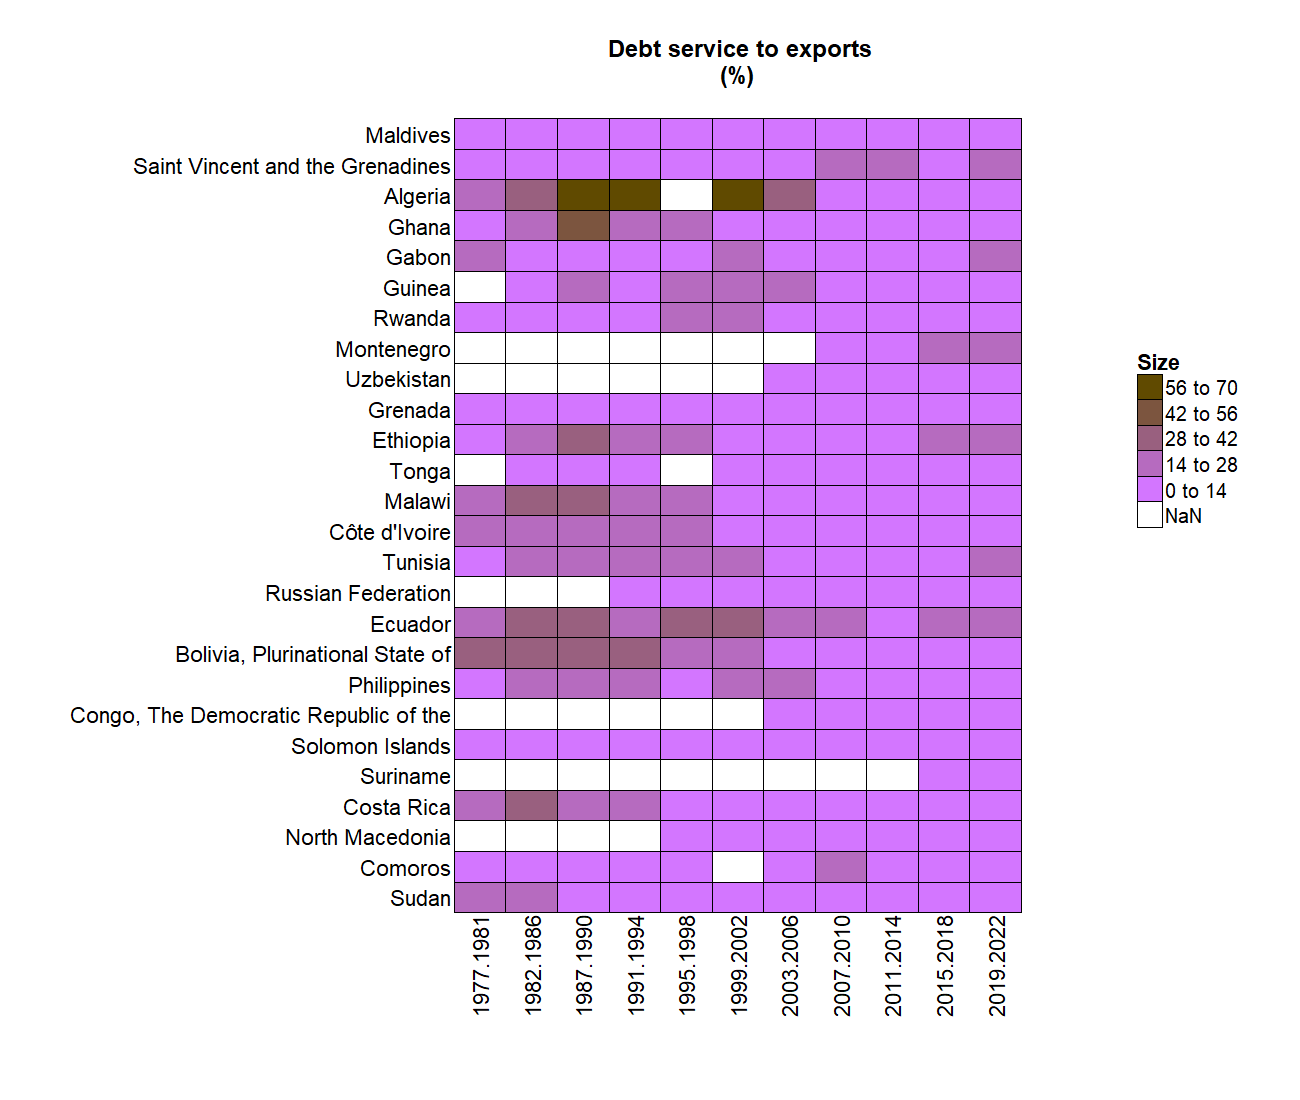 Debt service to exports
(%)
Maldives
Saint Vincent and the Grenadines
Algeria
Ghana
Gabon
Guinea
Rwanda
Montenegro
Uzbekistan
Grenada
Ethiopia
Tonga
Malawi
Côte d'Ivoire
Tunisia
Russian Federation
Ecuador
Bolivia, Plurinational State of
Philippines
Congo, The Democratic Republic of the
Solomon Islands
Suriname
Costa Rica
North Macedonia
Comoros
Sudan
1977.1981
1982.1986
1987.1990
1991.1994
1995.1998
1999.2002
2003.2006
2007.2010
2011.2014
2015.2018
2019.2022
Size
56 to 70
42 to 56
28 to 42
14 to 28
0 to 14
NaN